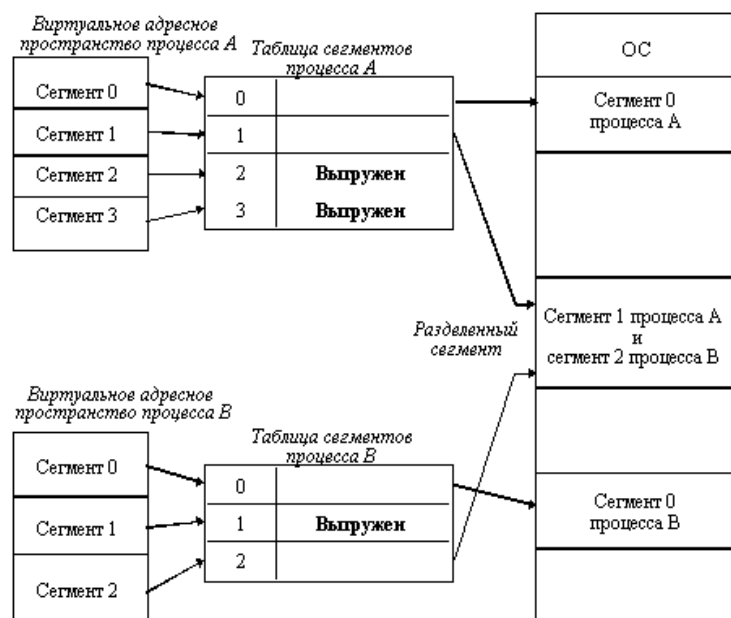 Виртуальное адресное
пространство процесса А
Сегмент 0
Сегмент 1
Сегмент 2
Сегмент 3
Таблица сегментов
процесса А
0
1
2 Выпружен
3 Выпружен
ОС
Сегмент 0
процесса А
Сегмент 1 процесса А
и
сегмент 2 процесса В
Сегмент 0
процесса В
Разделенный
сегмент
Виртуальное адресное
пространство процесса В
Сегмент 0
Сегмент 1
Сегмент 2
Таблица сегментов
процесса В
0
1 Выпружен
2